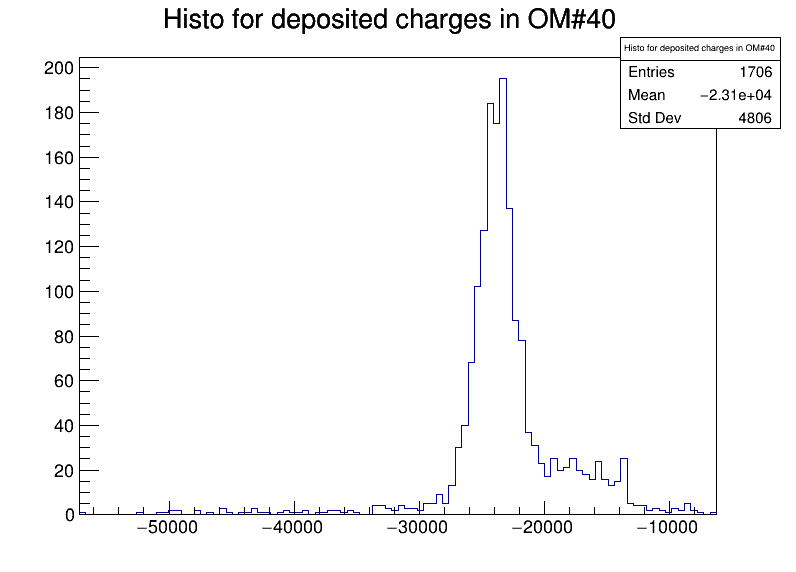 Histo for deposited charges in OM#40
Histo for deposited charges in OM#40
Entries 1706
Mean −2.31e+04
Std Dev 4806
200
180
160
140
120
100
80
60
40
20
0
−50000 −40000 −30000 −20000 −10000